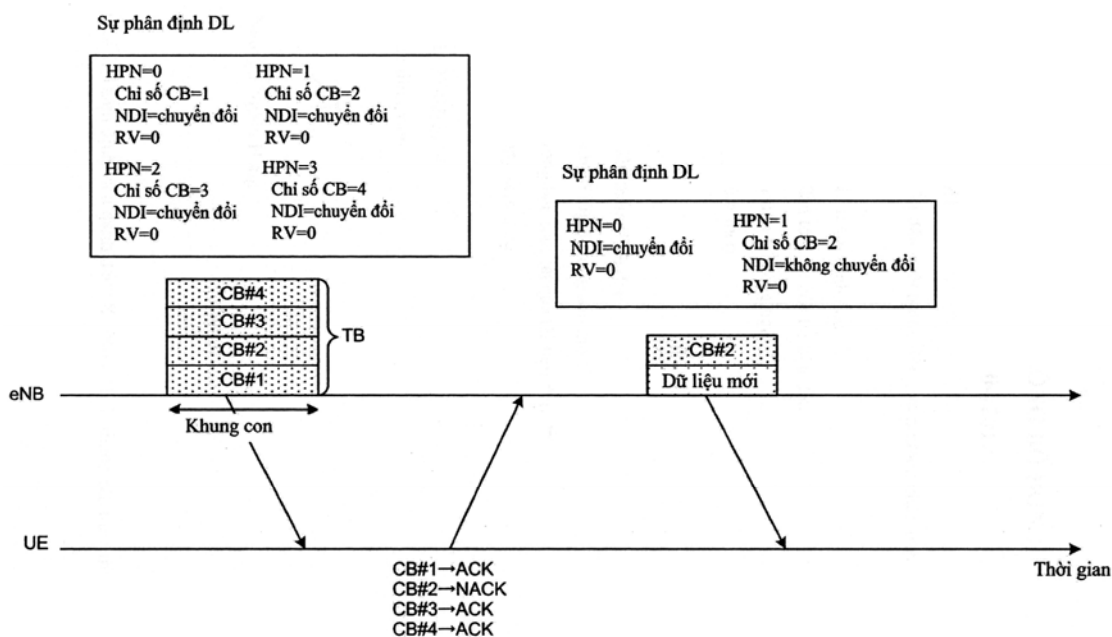 Sự phân định DL
HPN=0
Chỉ số CB=1
NDI=chuyển đổi
RV=0
HPN=1
Chỉ số CB=2
NDI=chuyển đổi
RV=0
HPN=2
Chỉ số CB=3
NDI=chuyển đổi
RV=0
HPN=3
Chỉ số CB=4
NDI=chuyển đổi
RV=0
Sự phân định DL
HPN=0
NDI=chuyển đổi
RV=0
HPN=1
Chỉ số CB=2
NDI=không chuyển đổi
RV=0
CB#4
CB#3
CB#2
CB#1
TB
CB#2
Dữ liệu mới
eNB
Khung con
UE
Thời gian
CB#1→ACK
CB#2→NACK
CB#3→ACK
CB#4→ACK